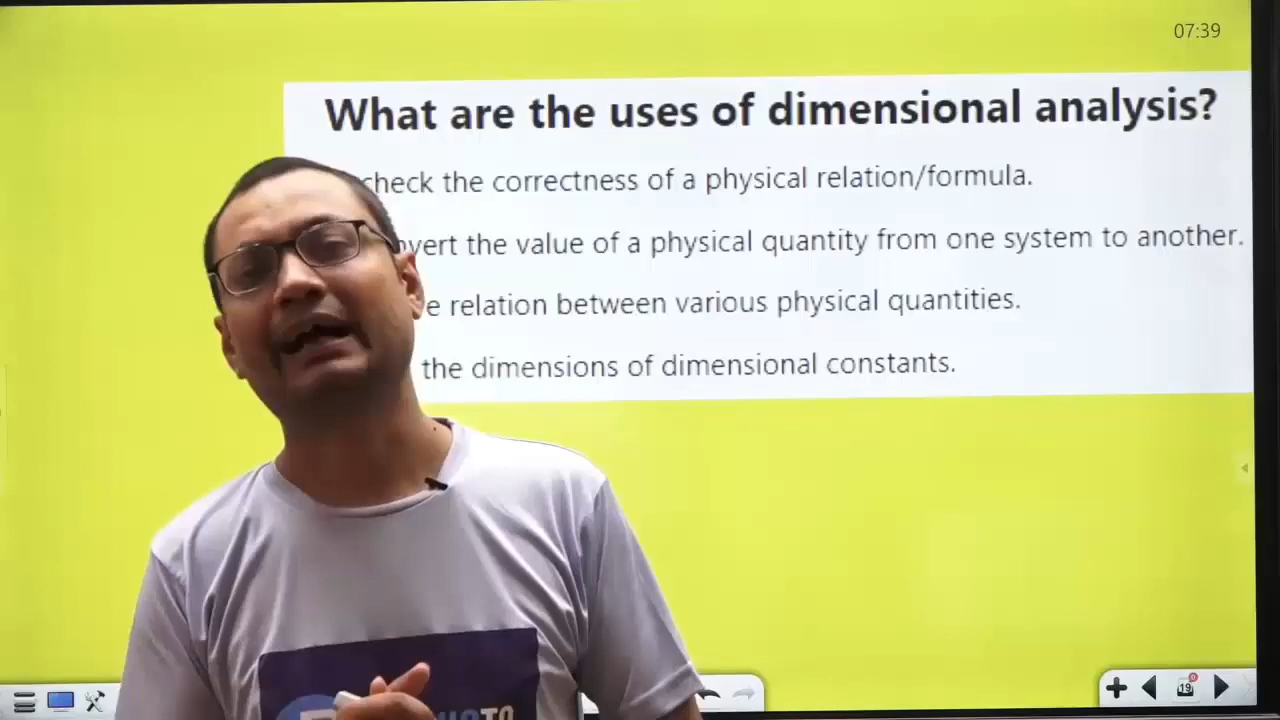 07:39
What are the uses of dimensional analysis?
check the correctness of a physical relation/formula.
the value of a physical quantity from one system to another.
relation between various physical quantities.
the dimensions of dimensional constants.
19